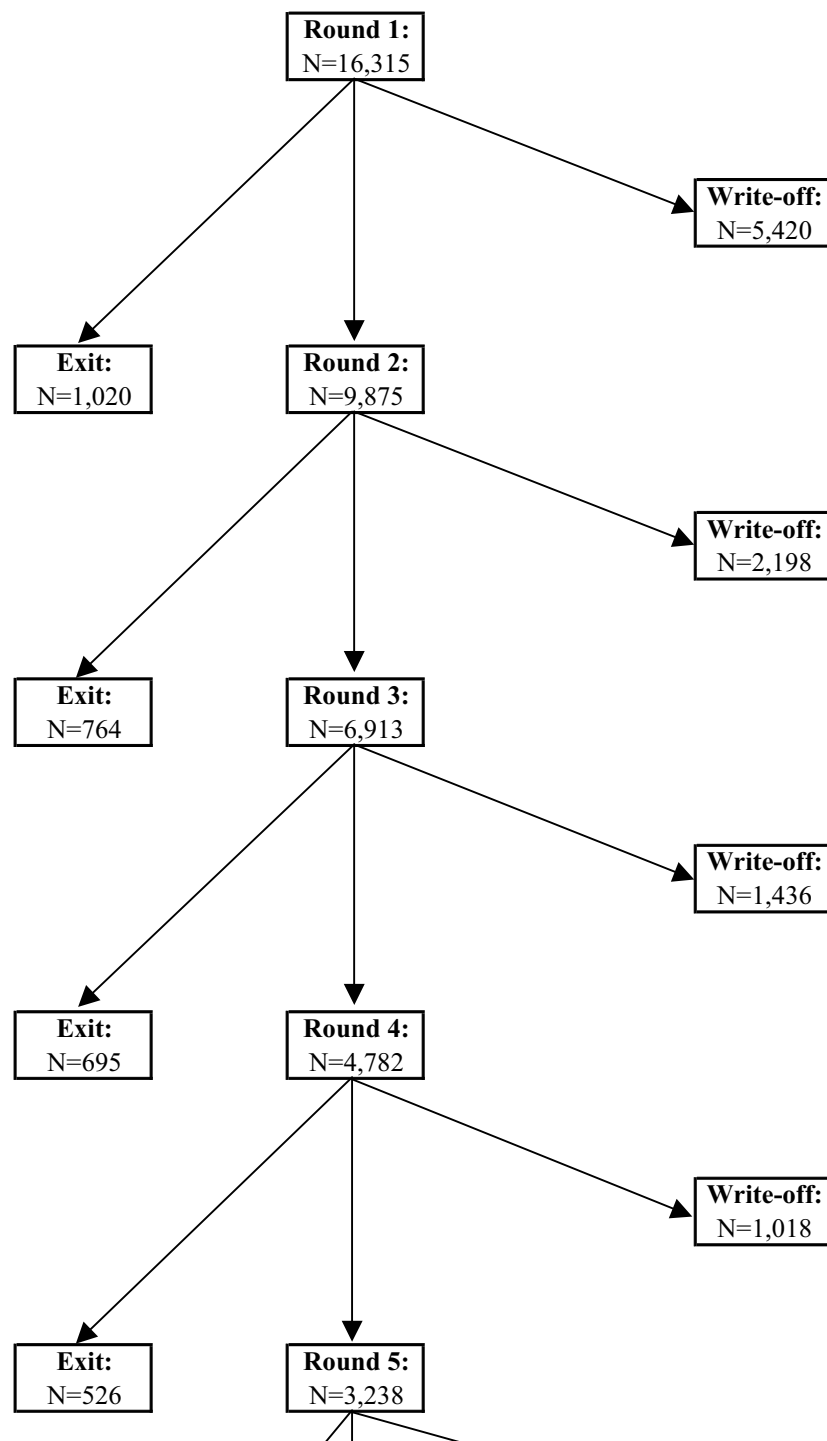 Round 1:
N=16,315
Write-off:
N=5,420
Exit:
N=1,020
Round 2:
N=9,875
Write-off:
N=2,198
Exit:
N=764
Round 3:
N=6,913
Write-off:
N=1,436
Exit:
N=695
Round 4:
N=4,782
Write-off:
N=1,018
Exit:
N=526
Round 5:
N=3,238